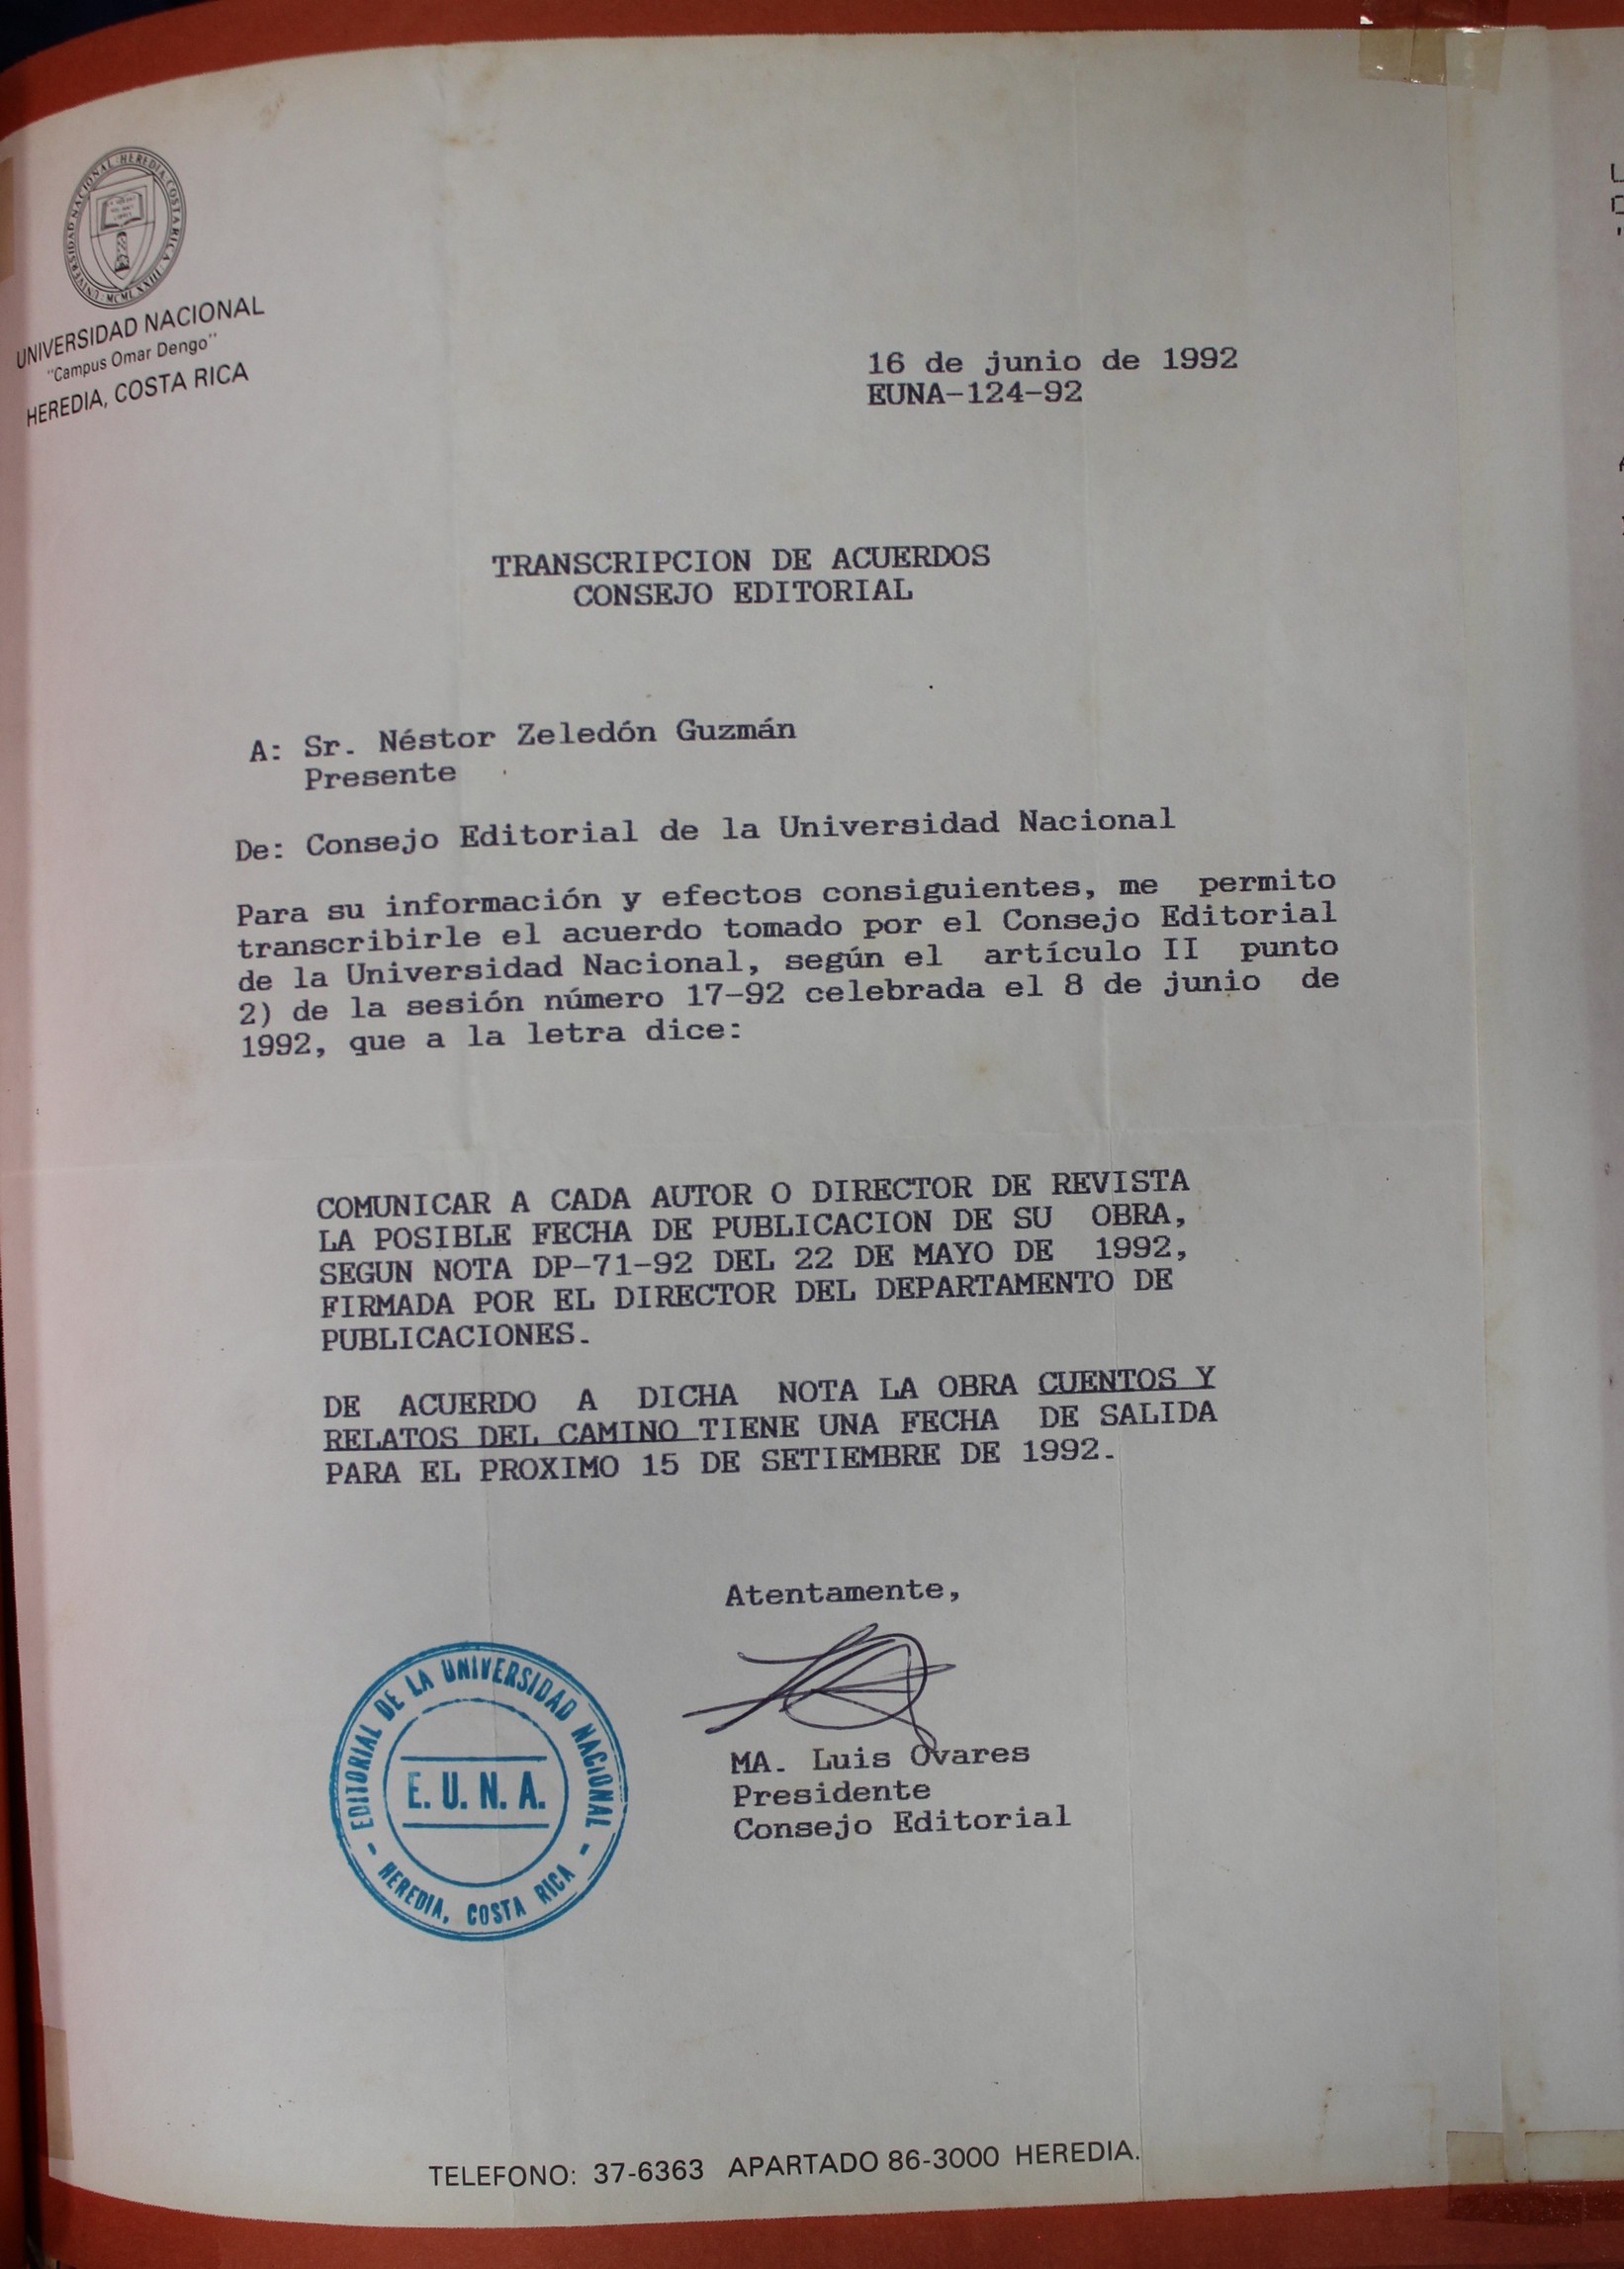 UNIVERSIDAD NACIONAL · HEREDIA · COSTA RICA
UNIVERSIDAD NACIONAL
"Campus Omar Dengo"
HEREDIA, COSTA RICA
16 de junio de 1992
EUNA-124-92
TRANSCRIPCION DE ACUERDOS
CONSEJO EDITORIAL
A: Sr. Néstor Zeledón Guzmán
Presente
De: Consejo Editorial de la Universidad Nacional
Para su información y efectos consiguientes, me permito
transcribirle el acuerdo tomado por el Consejo Editorial
de la Universidad Nacional, según el artículo II punto
2) de la sesión número 17-92 celebrada el 8 de junio de
1992, que a la letra dice:
COMUNICAR A CADA AUTOR O DIRECTOR DE REVISTA
LA POSIBLE FECHA DE PUBLICACION DE SU OBRA,
SEGUN NOTA DP-71-92 DEL 22 DE MAYO DE 1992,
FIRMADA POR EL DIRECTOR DEL DEPARTAMENTO DE
PUBLICACIONES.
DE ACUERDO A DICHA NOTA LA OBRA CUENTOS Y
RELATOS DEL CAMINO TIENE UNA FECHA DE SALIDA
PARA EL PROXIMO 15 DE SETIEMBRE DE 1992.
Atentamente,
EDITORIAL DE LA UNIVERSIDAD NACIONAL
E. U. N. A.
- HEREDIA, COSTA RICA -
MA. Luis Ovares
Presidente
Consejo Editorial
TELEFONO: 37-6363 APARTADO 86-3000 HEREDIA.